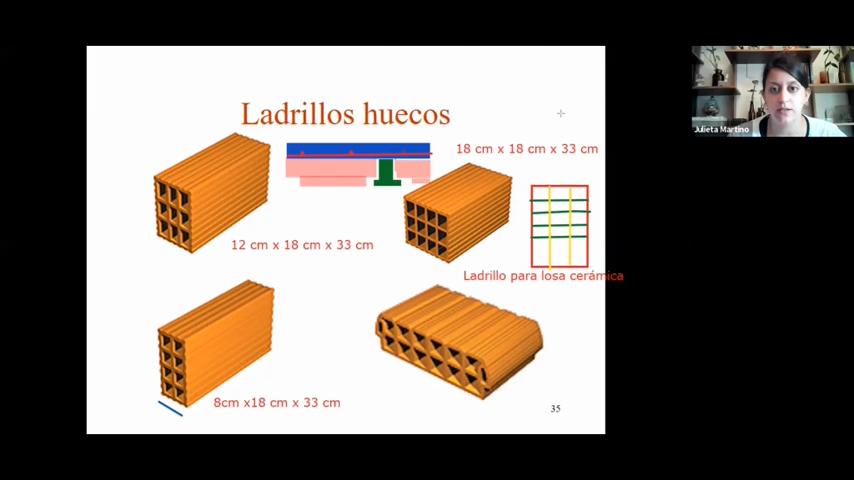 Ladrillos huecos
18 cm x 18 cm x 33 cm
12 cm x 18 cm x 33 cm
Ladrillo para losa cerámica
8cm x18 cm x 33 cm
35
Julieta Martino